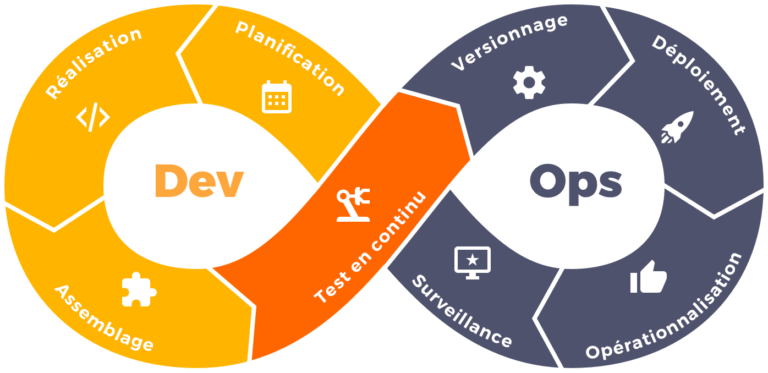 Planification
Réalisation
Assemblage
Test en continu
Versionnage
Déploiement
Opérationnalisation
Surveillance
Dev
Ops